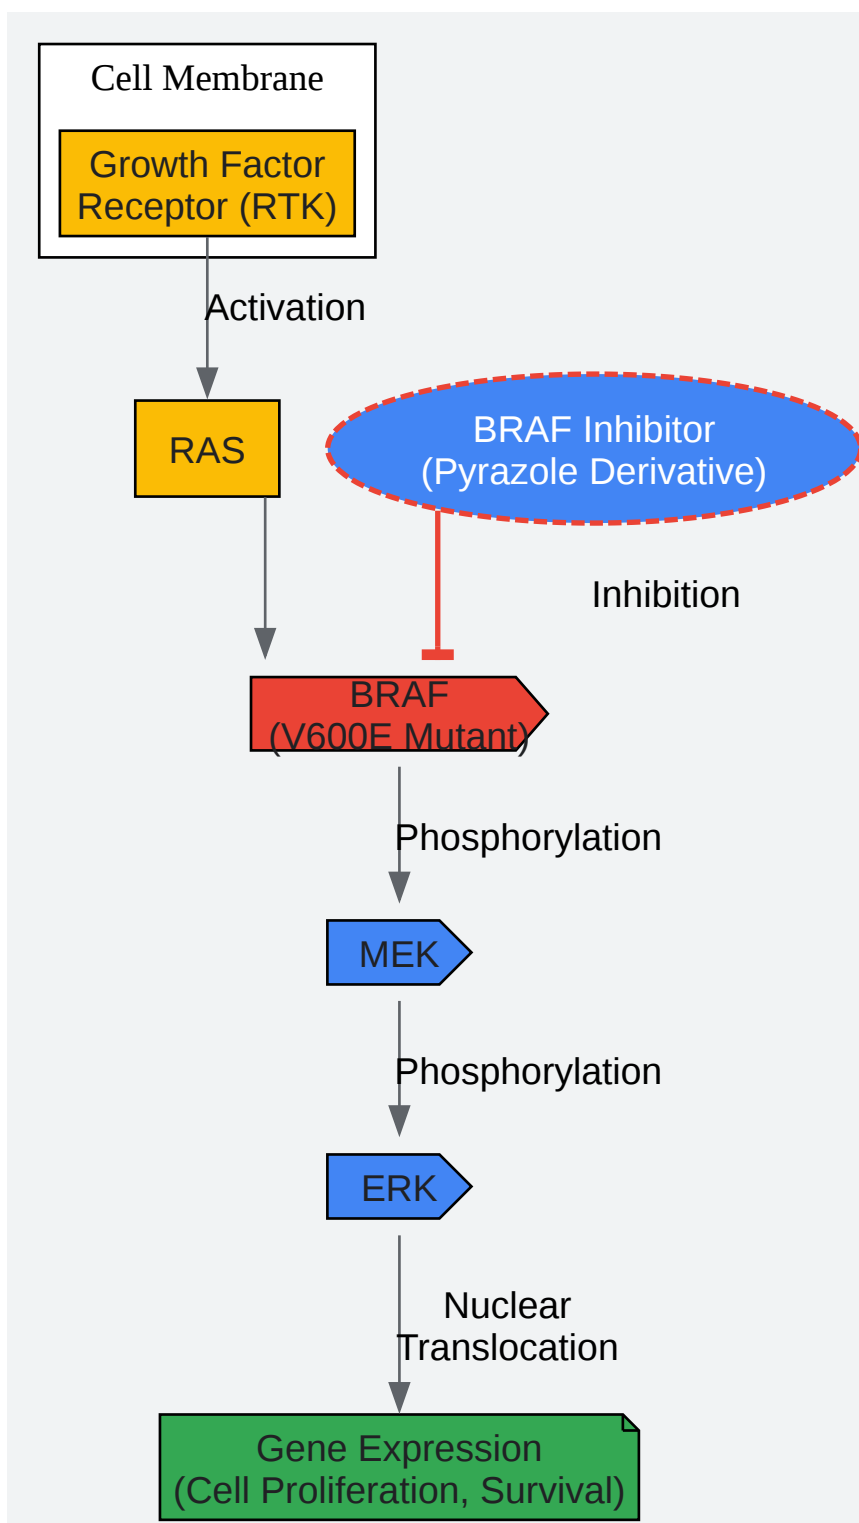 Cell Membrane
Growth Factor
Receptor (RTK)
Activation
RAS
BRAF Inhibitor
(Pyrazole Derivative)
Inhibition
BRAF
(V600E Mutant)
Phosphorylation
MEK
Phosphorylation
ERK
Nuclear
Translocation
Gene Expression
(Cell Proliferation, Survival)